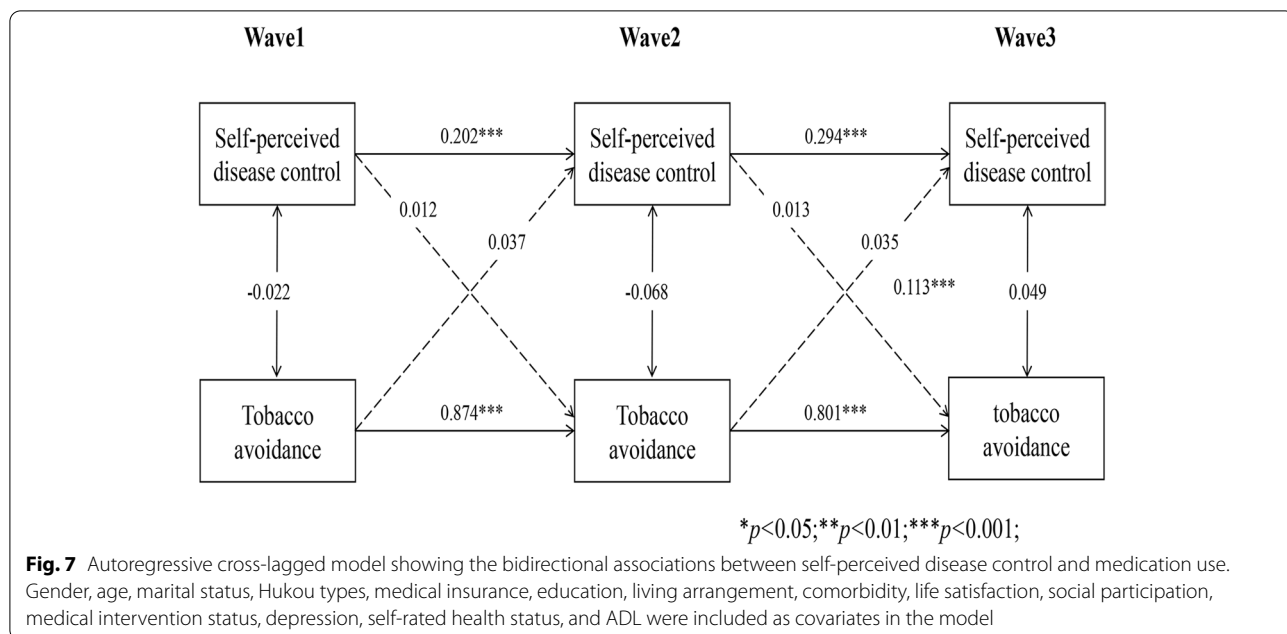 Wave1 Wave2 Wave3
Self-perceived
disease control
0.202***
Self-perceived
disease control
0.294***
Self-perceived
disease control
0.012
0.037
0.013
0.035
-0.022
-0.068
0.113***
0.049
Tobacco
avoidance
0.874***
Tobacco
avoidance
0.801***
tobacco
avoidance
*p<0.05;**p<0.01;***p<0.001;
Fig. 7 Autoregressive cross-lagged model showing the bidirectional associations between self-perceived disease control and medication use.
Gender, age, marital status, Hukou types, medical insurance, education, living arrangement, comorbidity, life satisfaction, social participation,
medical intervention status, depression, self-rated health status, and ADL were included as covariates in the model